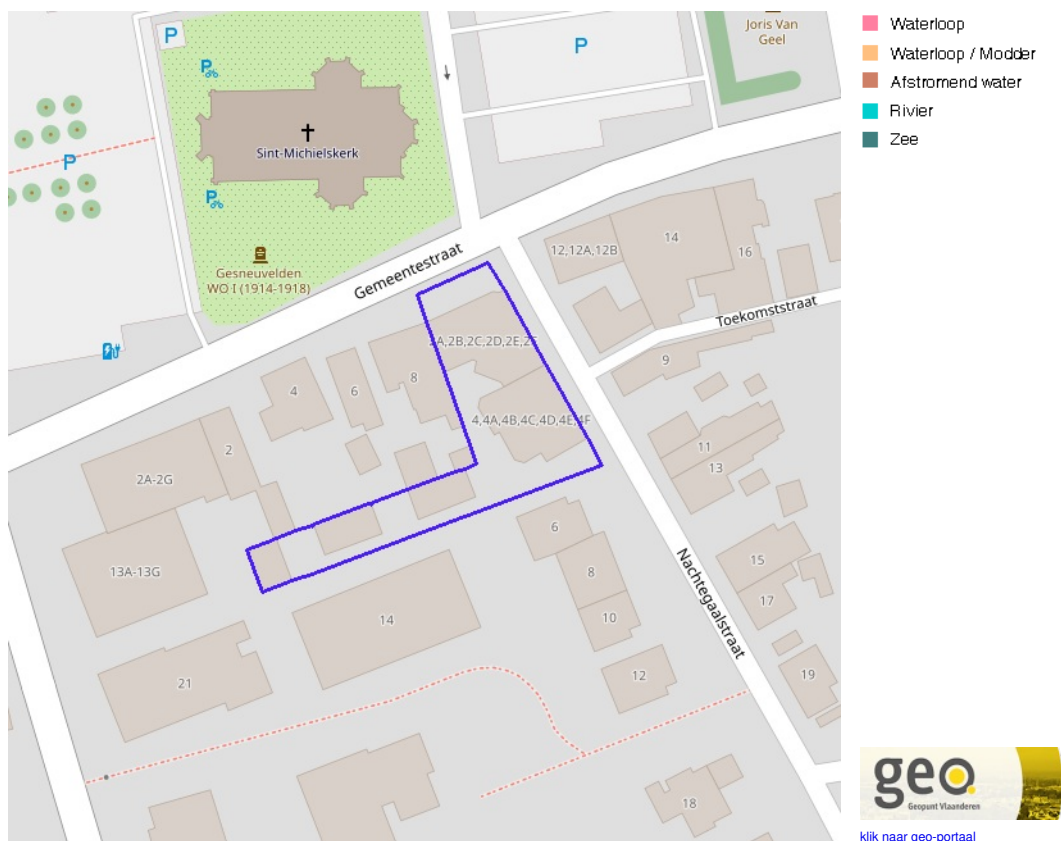 P
Joris Van
Geel
Waterloop
Waterloop / Modder
Afstromend water
Rivier
Zee
P
P
Sint-Michielskerk
P
P
Gesneuvelden
WO I (1914-1918)
Gemeentestraat
12,12A,12B
14
16
Toekomststraat
2A,2B,2C,2D,2E,2F
9
4
6
8
4,4A,4B,4C,4D,4E,4F
2
11
13
2A-2G
6
15
8
13A-13G
17
10
14
Nachtegaalstraat
12
19
21
18
geo
Geopunt Vlaanderen
klik naar geo-portaal